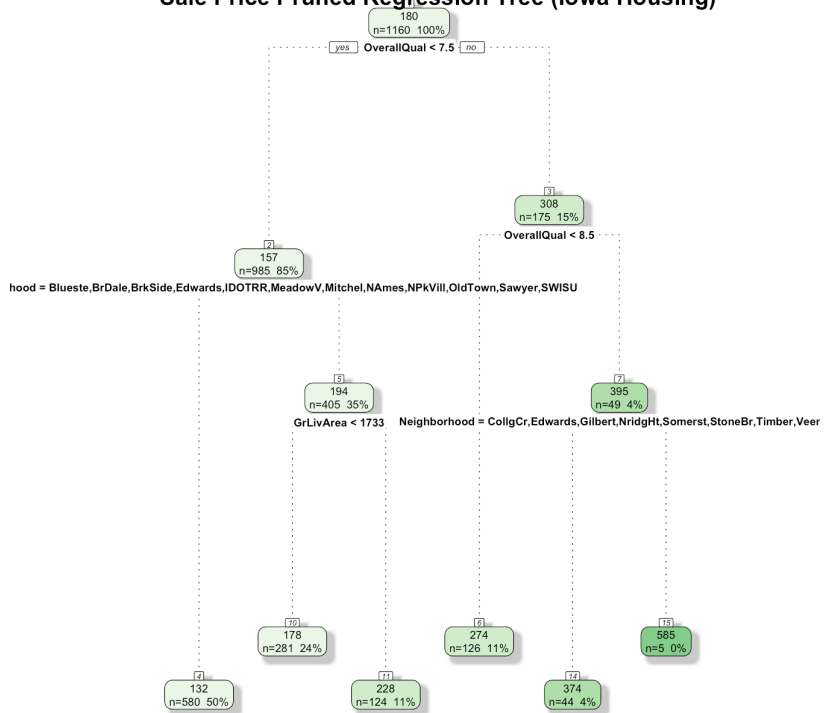 Sale Price Pruned Regression Tree (Iowa Housing)
180
n=1160 100%
yes OverallQual < 7.5 no
3
308
n=175 15%
OverallQual < 8.5
2
157
n=985 85%
hood = Blueste,BrDale,BrkSide,Edwards,IDOTRR,MeadowV,Mitchel,NAmes,NPkVill,OldTown,Sawyer,SWISU
5
194
n=405 35%
GrLivArea < 1733
7
395
n=49 4%
Neighborhood = CollgCr,Edwards,Gilbert,NridgHt,Somerst,StoneBr,Timber,Veer
10
178
n=281 24%
6
274
n=126 11%
15
585
n=5 0%
4
132
n=580 50%
11
228
n=124 11%
14
374
n=44 4%